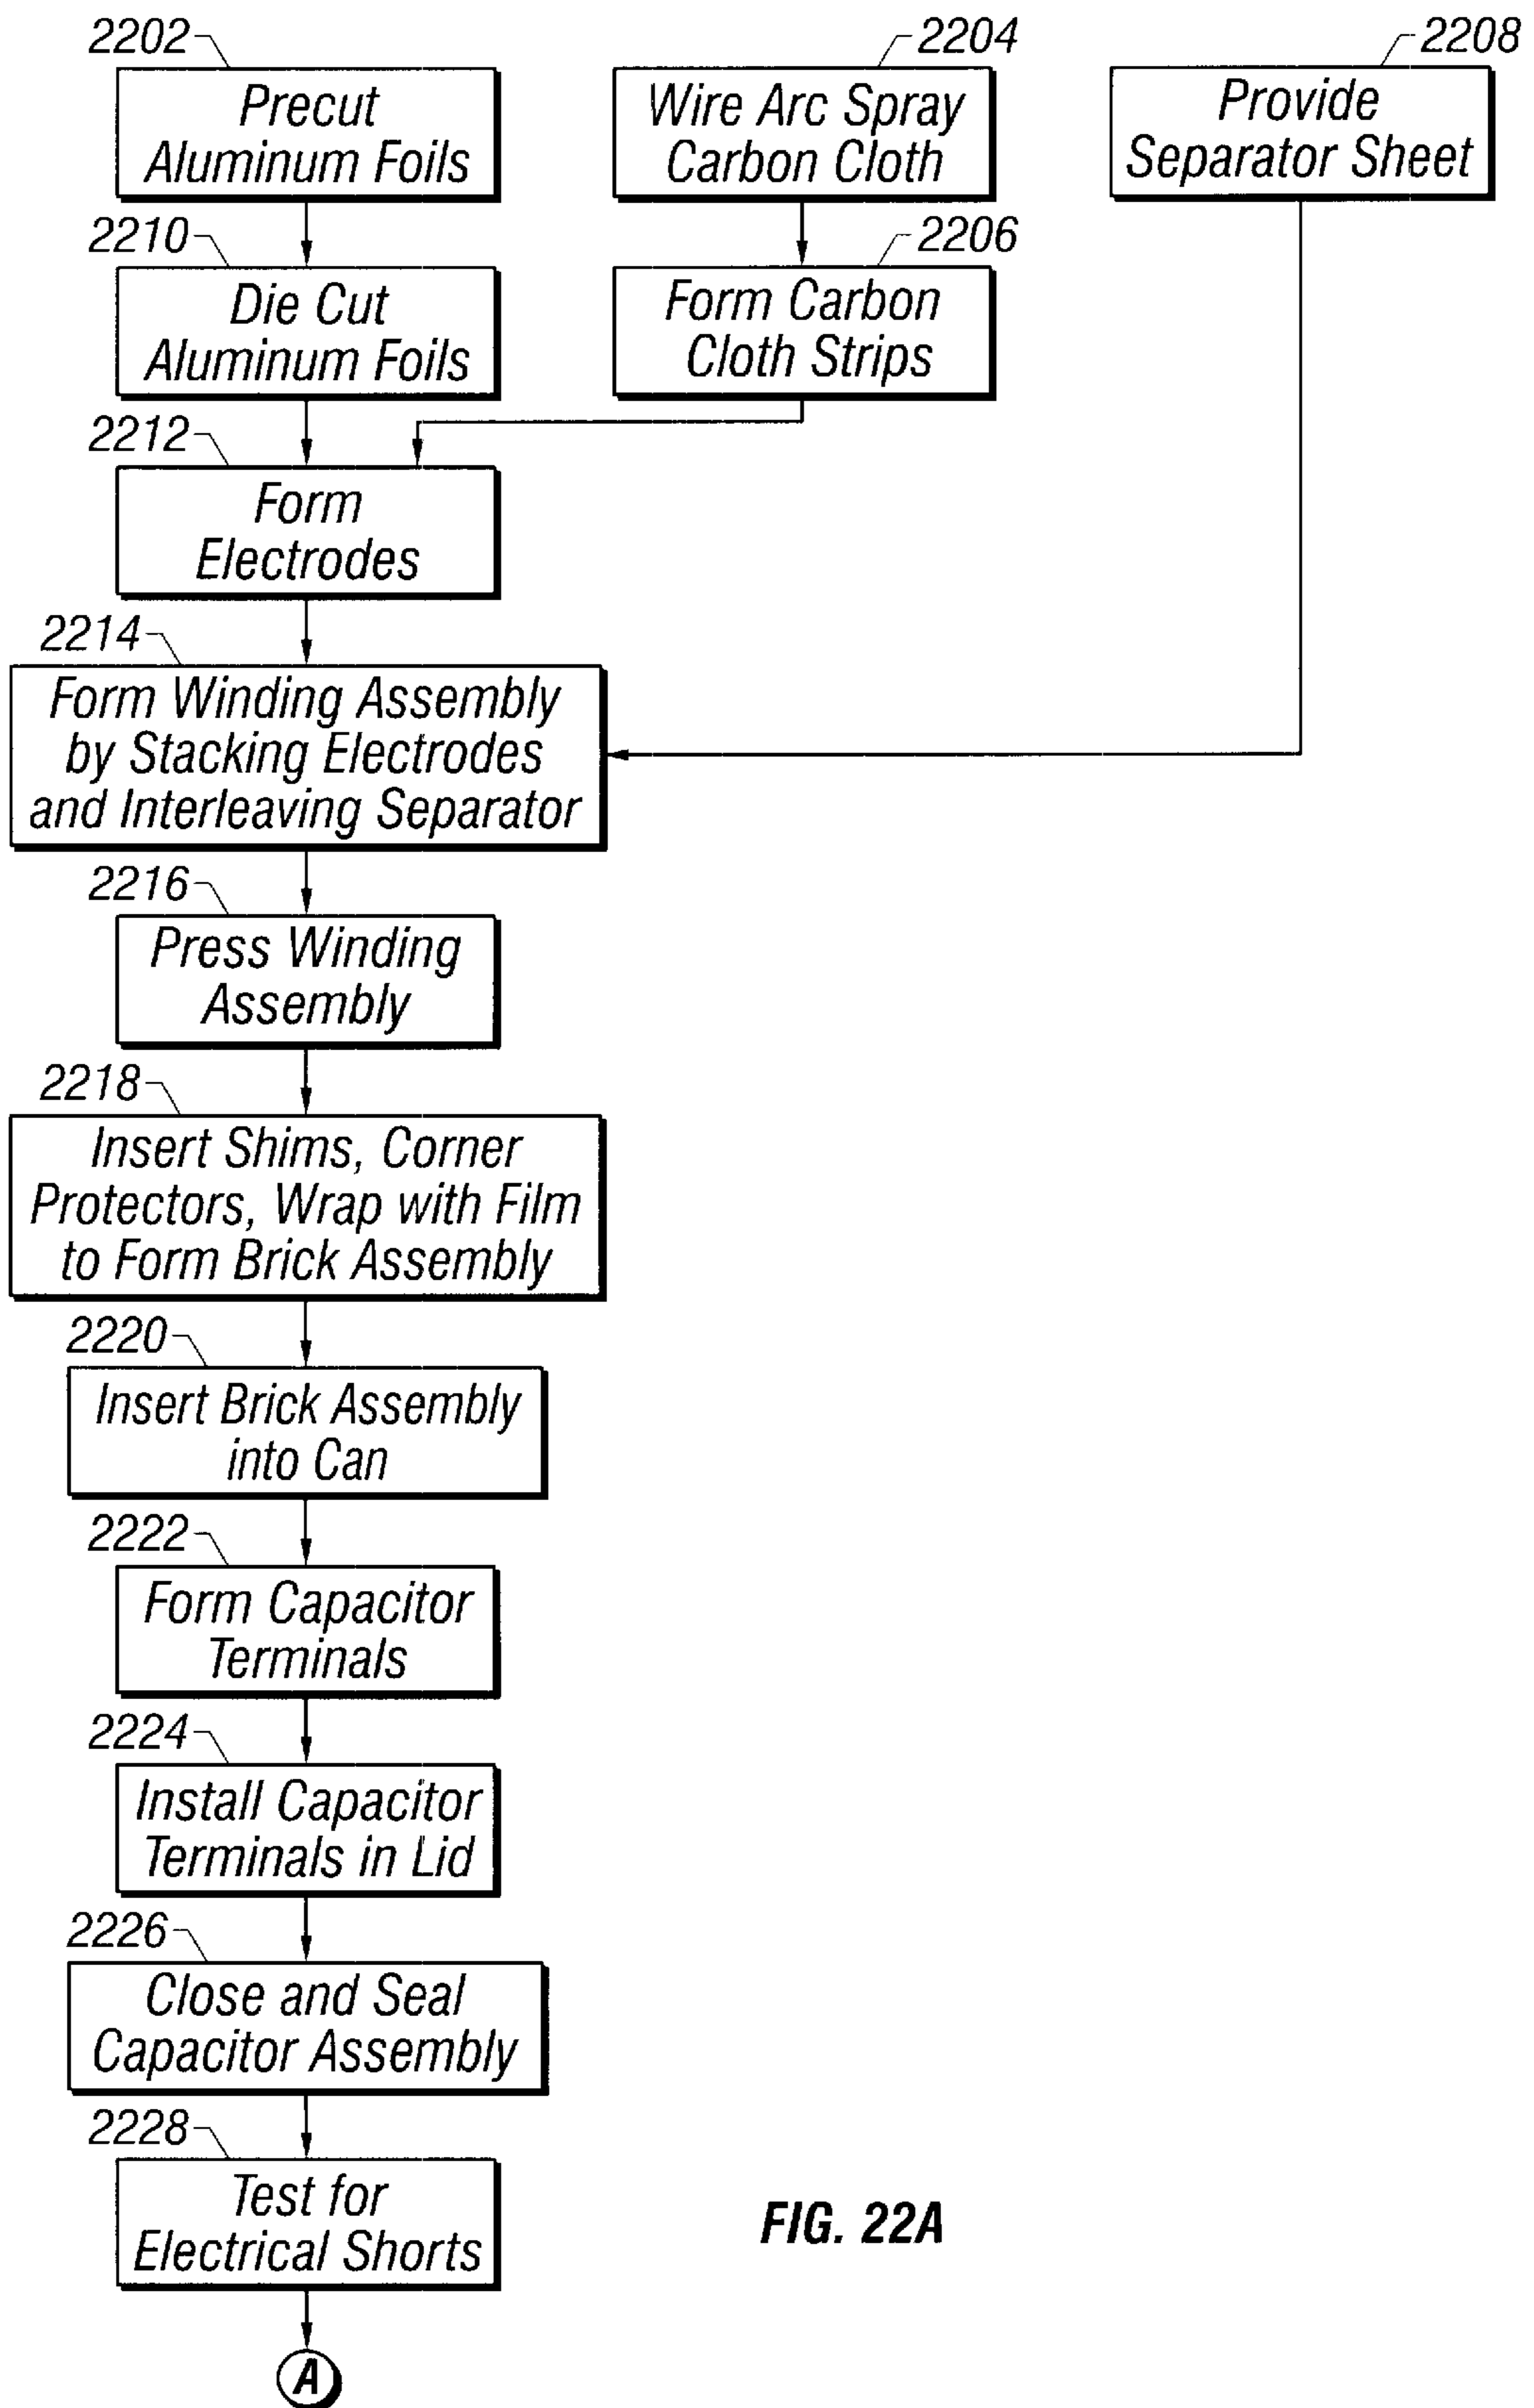 2202
2204
2208
Precut
Aluminum Foils
Wire Arc Spray
Carbon Cloth
Provide
Separator Sheet
2210
2206
Die Cut
Aluminum Foils
Form Carbon
Cloth Strips
2212
Form
Electrodes
2214
Form Winding Assembly
by Stacking Electrodes
and Interleaving Separator
2216
Press Winding
Assembly
2218
Insert Shims, Corner
Protectors, Wrap with Film
to Form Brick Assembly
2220
Insert Brick Assembly
into Can
2222
Form Capacitor
Terminals
2224
Install Capacitor
Terminals in Lid
2226
Close and Seal
Capacitor Assembly
2228
Test for
Electrical Shorts
FIG. 22A
A